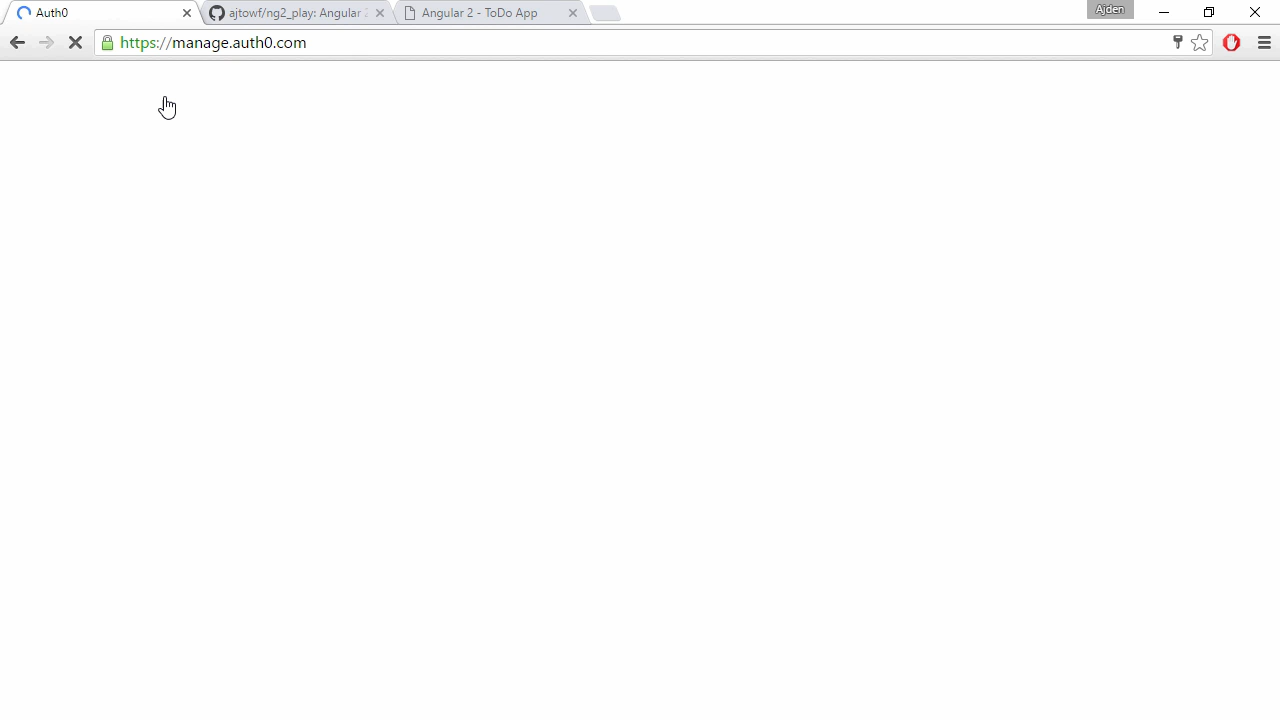 Auth0
ajtowf/ng2_play: Angular 2
Angular 2 - ToDo App
Ajden
https://manage.auth0.com